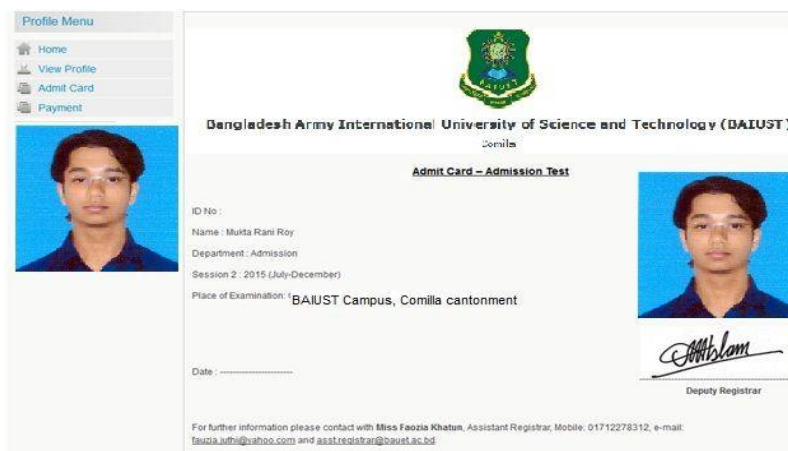 Profile Menu
Home
View Profile
Admit Card
Payment
BAIUST
Bangladesh Army International University of Science and Technology (BAIUST)
Comilla
Admit Card – Admission Test
ID No :
Name : Mukta Rani Roy
Department : Admission
Session 2 : 2015 (July-December)
Place of Examination: BAIUST Campus, Comilla cantonment
Islam
Date : -----------------------
Deputy Registrar
For further information please contact with Miss Faozia Khatun, Assistant Registrar, Mobile: 01712278312, e-mail:
fauzia.juthi@yahoo.com and asst.registrar@bauet.ac.bd